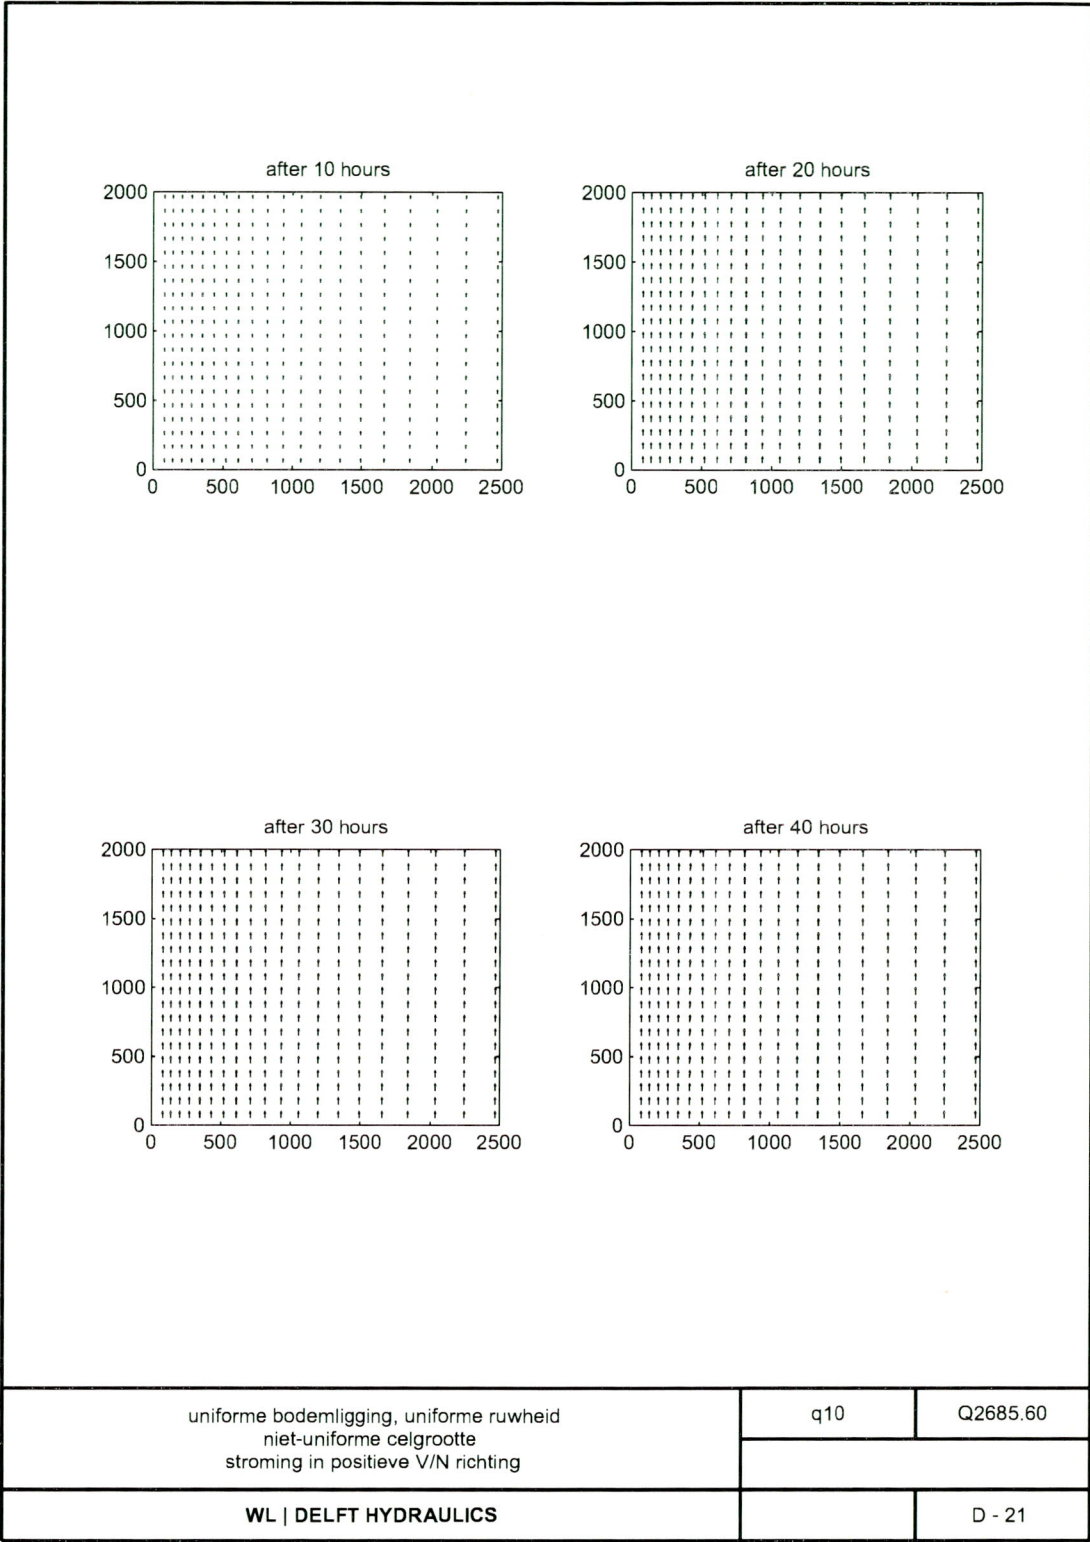 after 10 hours
2000
1500
1000
500
0
0 500 1000 1500 2000 2500
after 20 hours
2000
1500
1000
500
0
0 500 1000 1500 2000 2500
after 30 hours
2000
1500
1000
500
0
0 500 1000 1500 2000 2500
after 40 hours
2000
1500
1000
500
0
0 500 1000 1500 2000 2500
uniforme bodemligging, uniforme ruwheid
niet-uniforme celgrootte
stroming in positieve V/N richting
q10
Q2685.60
WL | DELFT HYDRAULICS
D - 21